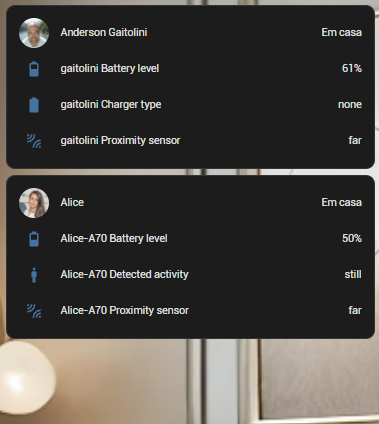 Anderson Gaitolini Em casa
gaitolini Battery level 61%
gaitolini Charger type none
gaitolini Proximity sensor far
Alice Em casa
Alice-A70 Battery level 50%
Alice-A70 Detected activity still
Alice-A70 Proximity sensor far